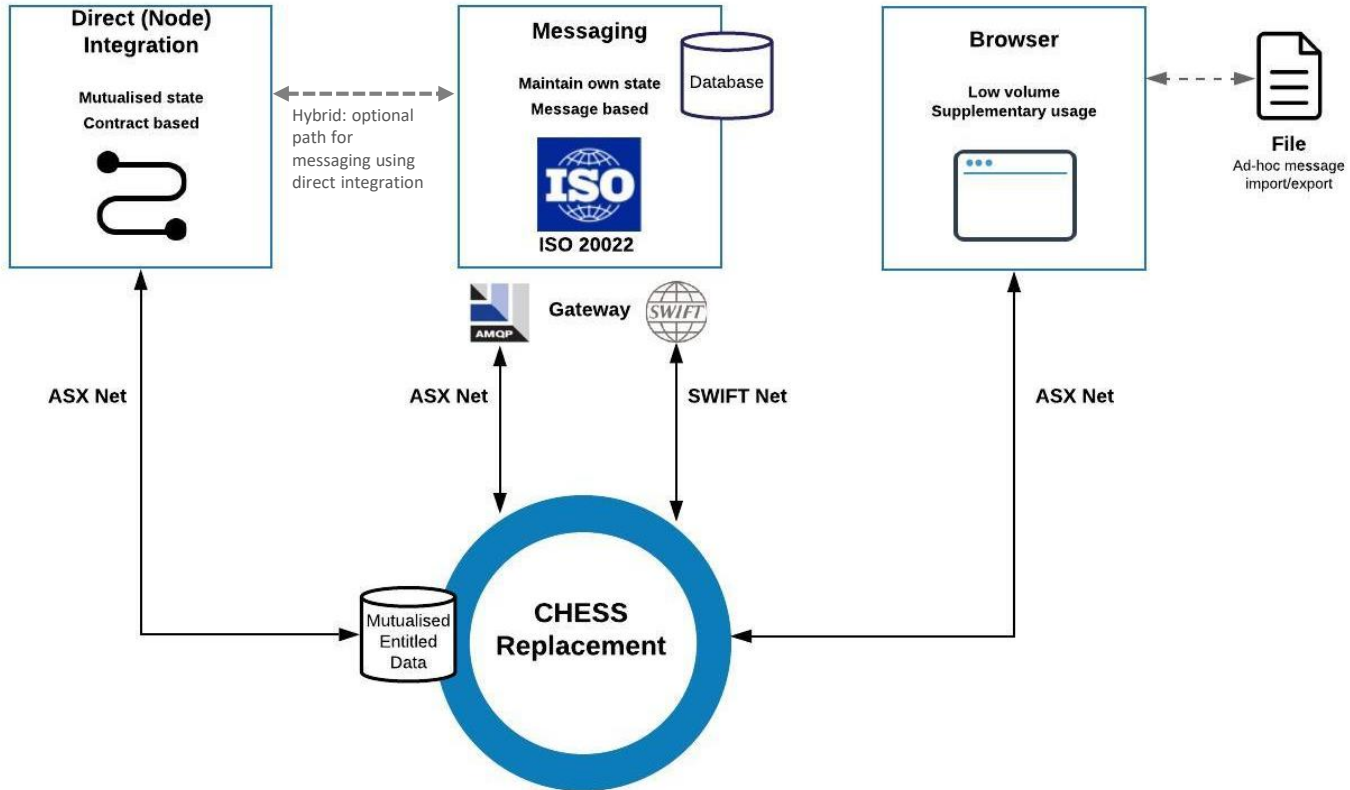 Direct (Node)
Integration
Mutualised state
Contract based
Hybrid: optional
path for
messaging using
direct integration
Messaging
Database
Maintain own state
Message based
ISO
ISO 20022
AMQP
Gateway
SWIFT
Browser
Low volume
Supplementary usage
File
Ad-hoc message
import/export
ASX Net
ASX Net
SWIFT Net
ASX Net
Mutualised
Entitled
Data
CHESS
Replacement